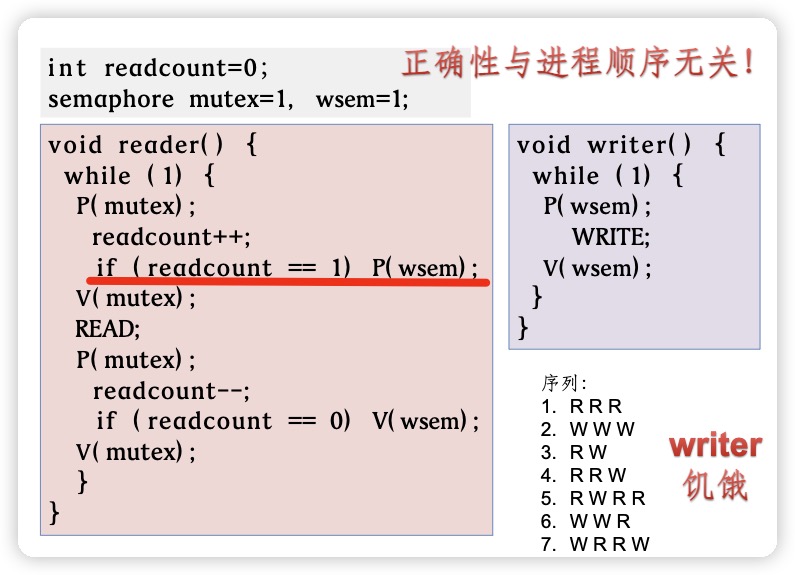 int readcount=0;
正确性与进程顺序无关！
semaphore mutex=1, wsem=1;
void reader() {
while (1) {
P(mutex);
readcount++;
if (readcount == 1) P(wsem);
V(mutex);
READ;
P(mutex);
readcount--;
if (readcount == 0) V(wsem);
V(mutex);
}
}
void writer() {
while (1) {
P(wsem);
WRITE;
V(wsem);
}
}
序列:
1. R R R
2. W W W
3. R W
4. R R W
5. R W R R
6. W W R
7. W R R W
writer
饥饿